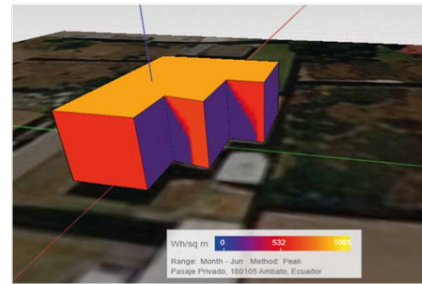 Wh/sq m 0 532 1065
Range: Month - Jun Method: Peak
Pasaje Privado, 180105 Ambato, Ecuador